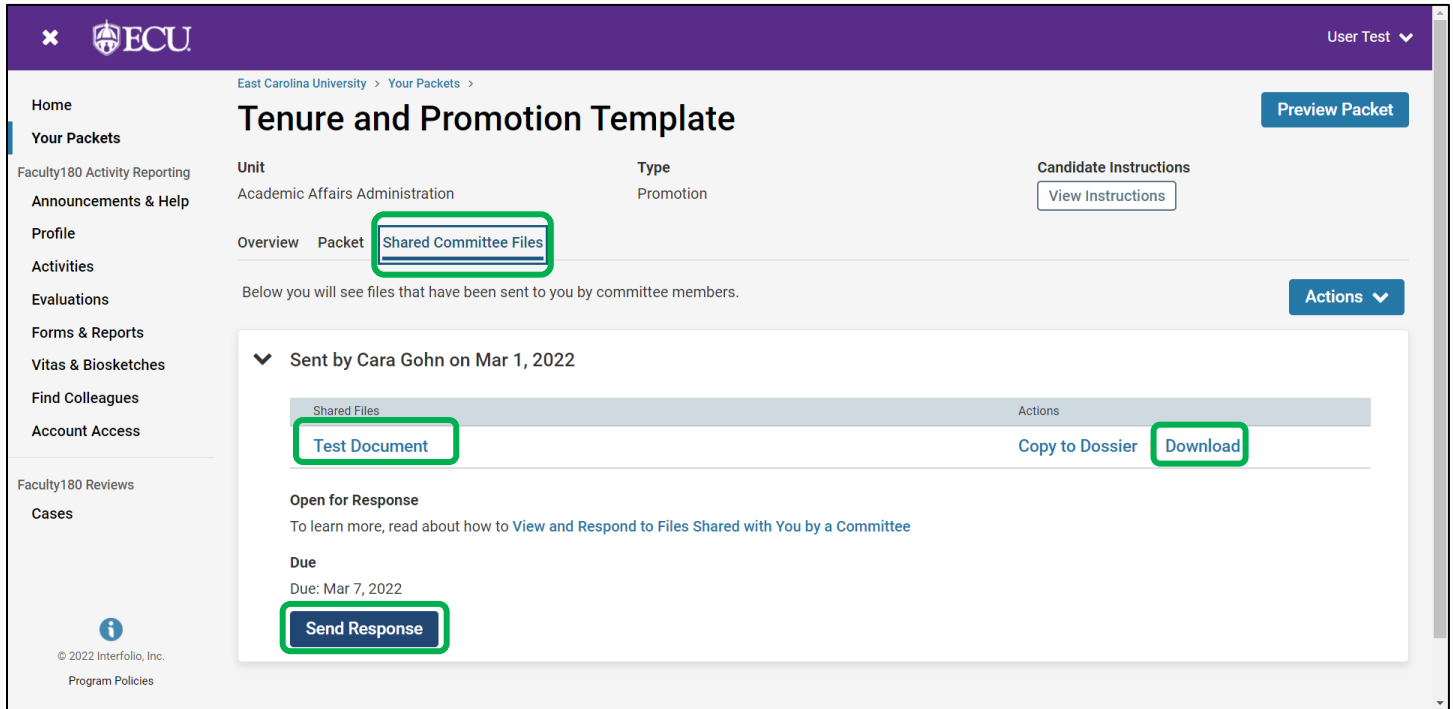 ECU
User Test
Home
Your Packets
Faculty180 Activity Reporting
Announcements & Help
Profile
Activities
Evaluations
Forms & Reports
Vitas & Biosketches
Find Colleagues
Account Access
Faculty180 Reviews
Cases
© 2022 Interfolio, Inc.
Program Policies
East Carolina University > Your Packets >
Tenure and Promotion Template
Preview Packet
Unit Type Candidate Instructions
Academic Affairs Administration Promotion View Instructions
Overview Packet Shared Committee Files
Below you will see files that have been sent to you by committee members.
Actions
Sent by Cara Gohn on Mar 1, 2022
Shared Files Actions
Test Document Copy to Dossier Download
Open for Response
To learn more, read about how to View and Respond to Files Shared with You by a Committee
Due
Due: Mar 7, 2022
Send Response